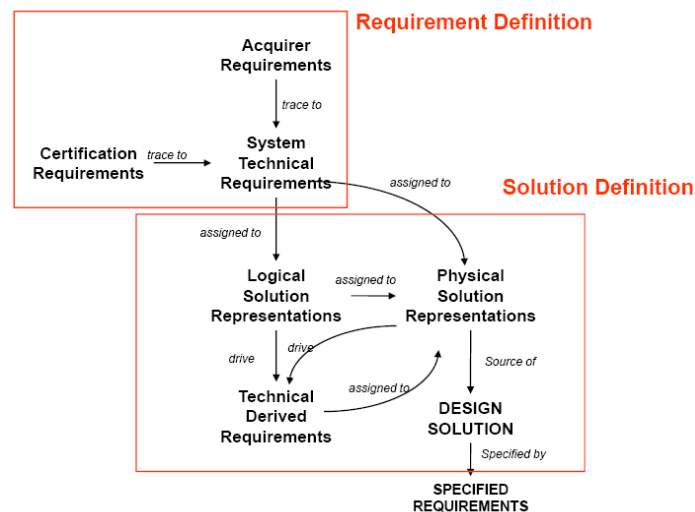 Requirement Definition
Acquirer
Requirements
trace to
Certification
Requirements
trace to
System
Technical
Requirements
assigned to
Solution Definition
assigned to
Logical
Solution
Representations
assigned to
Physical
Solution
Representations
drive
drive
Source of
Technical
Derived
Requirements
assigned to
DESIGN
SOLUTION
Specified by
SPECIFIED
REQUIREMENTS